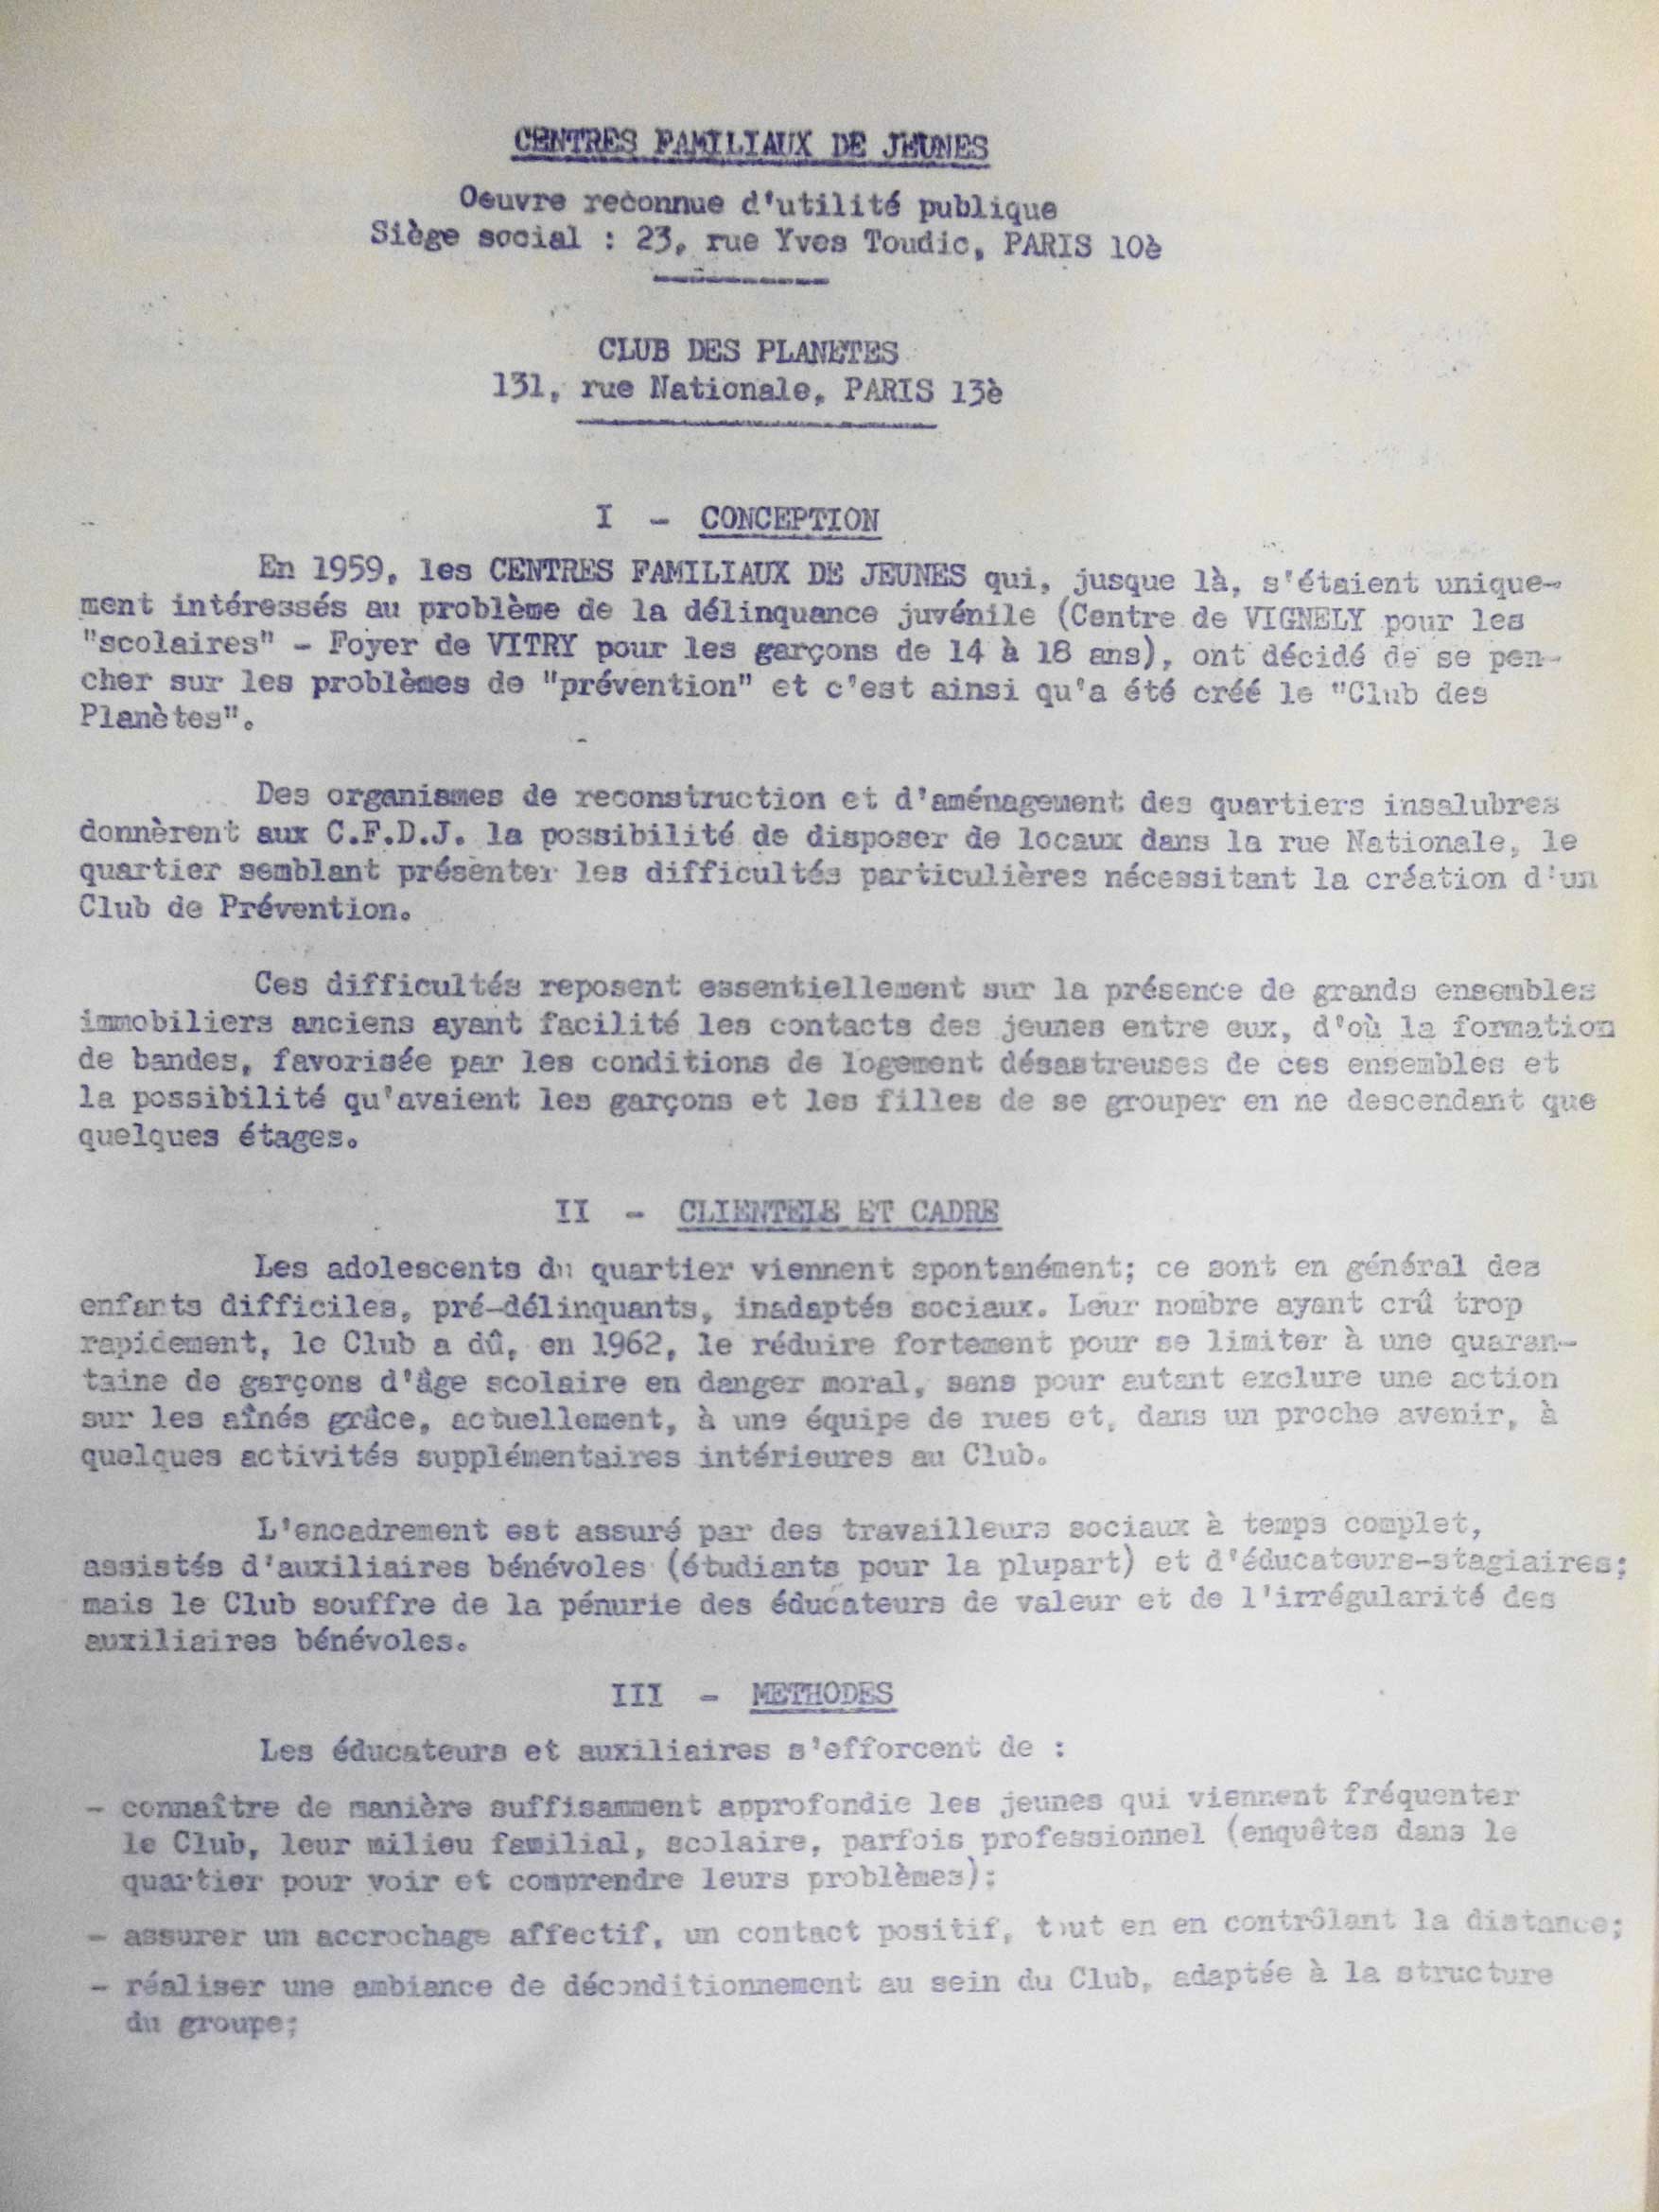 CENTRES FAMILIAUX DE JEUNES
Oeuvre reconnue d'utilité publique
Siège social : 23, rue Yves Toudic, PARIS 10è
CLUB DES PLANETES
131, rue Nationale, PARIS 13è
I - CONCEPTION
En 1959, les CENTRES FAMILIAUX DE JEUNES qui, jusque là, s'étaient unique-
ment intéressés au problème de la délinquance juvénile (Centre de VIGNELY pour les
"scolaires" - Foyer de VITRY pour les garçons de 14 à 18 ans), ont décidé de se pen-
cher sur les problèmes de "prévention" et c'est ainsi qu'a été créé le "Club des
Planètes".
Des organismes de reconstruction et d'aménagement des quartiers insalubres
donnèrent aux C.F.D.J. la possibilité de disposer de locaux dans la rue Nationale, le
quartier semblant présenter les difficultés particulières nécessitant la création d'un
Club de Prévention.
Ces difficultés reposent essentiellement sur la présence de grands ensembles
immobiliers anciens ayant facilité les contacts des jeunes entre eux, d'où la formation
de bandes, favorisée par les conditions de logement désastreuses de ces ensembles et
la possibilité qu'avaient les garçons et les filles de se grouper en ne descendant que
quelques étages.
II - CLIENTELE ET CADRE
Les adolescents du quartier viennent spontanément; ce sont en général des
enfants difficiles, pré-délinquants, inadaptés sociaux. Leur nombre ayant crû trop
rapidement, le Club a dû, en 1962, le réduire fortement pour se limiter à une quaran-
taine de garçons d'âge scolaire en danger moral, sans pour autant exclure une action
sur les aînés grâce, actuellement, à une équipe de rues et, dans un proche avenir, à
quelques activités supplémentaires intérieures au Club.
L'encadrement est assuré par des travailleurs sociaux à temps complet,
assistés d'auxiliaires bénévoles (étudiants pour la plupart) et d'éducateurs-stagiaires;
mais le Club souffre de la pénurie des éducateurs de valeur et de l'irrégularité des
auxiliaires bénévoles.
III - METHODES
Les éducateurs et auxiliaires s'efforcent de :
- connaître de manière suffisamment approfondie les jeunes qui viennent fréquenter
le Club, leur milieu familial, scolaire, parfois professionnel (enquêtes dans le
quartier pour voir et comprendre leurs problèmes);
- assurer un accrochage affectif, un contact positif, tout en en contrôlant la distance;
- réaliser une ambiance de déconditionnement au sein du Club, adaptée à la structure
du groupe;